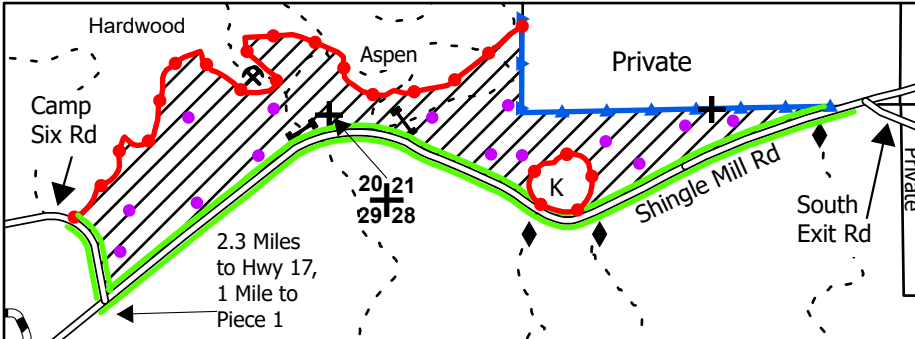 Hardwood
Aspen
Private
Camp
Six Rd
20 21
29 28
K
Shingle Mill Rd
South
Exit Rd
Private
2.3 Miles
to Hwy 17,
1 Mile to
Piece 1